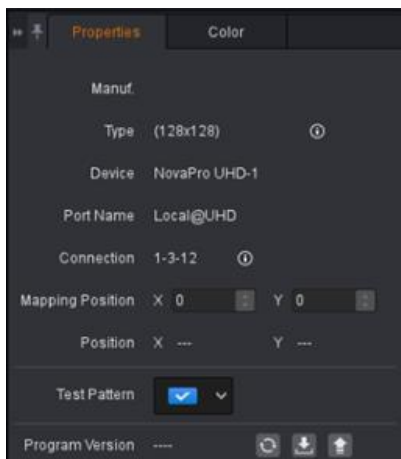 Properties Color
Manuf.
Type (128x128)
Device NovaPro UHD-1
Port Name Local@UHD
Connection 1-3-12
Mapping Position X 0 Y 0
Position X --- Y ---
Test Pattern
Program Version ----